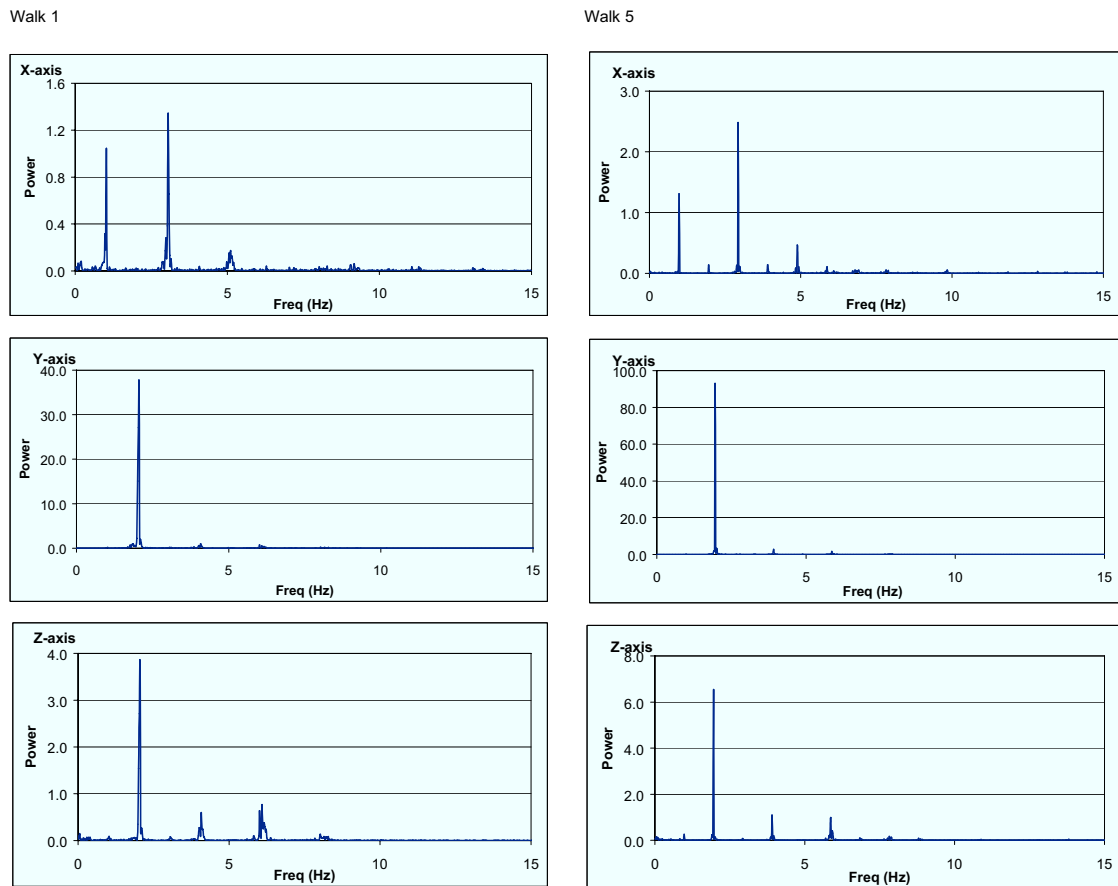 Walk 1
Walk 5
X-axis
1.6
1.2
0.8
0.4
0.0
Power
0 5 10 15
Freq (Hz)
X-axis
3.0
2.0
1.0
0.0
Power
0 5 10 15
Freq (Hz)
Y-axis
40.0
30.0
20.0
10.0
0.0
Power
0 5 10 15
Freq (Hz)
Y-axis
100.0
80.0
60.0
40.0
20.0
0.0
Power
0 5 10 15
Freq (Hz)
Z-axis
4.0
3.0
2.0
1.0
0.0
Power
0 5 10 15
Freq (Hz)
Z-axis
8.0
6.0
4.0
2.0
0.0
Power
0 5 10 15
Freq (Hz)